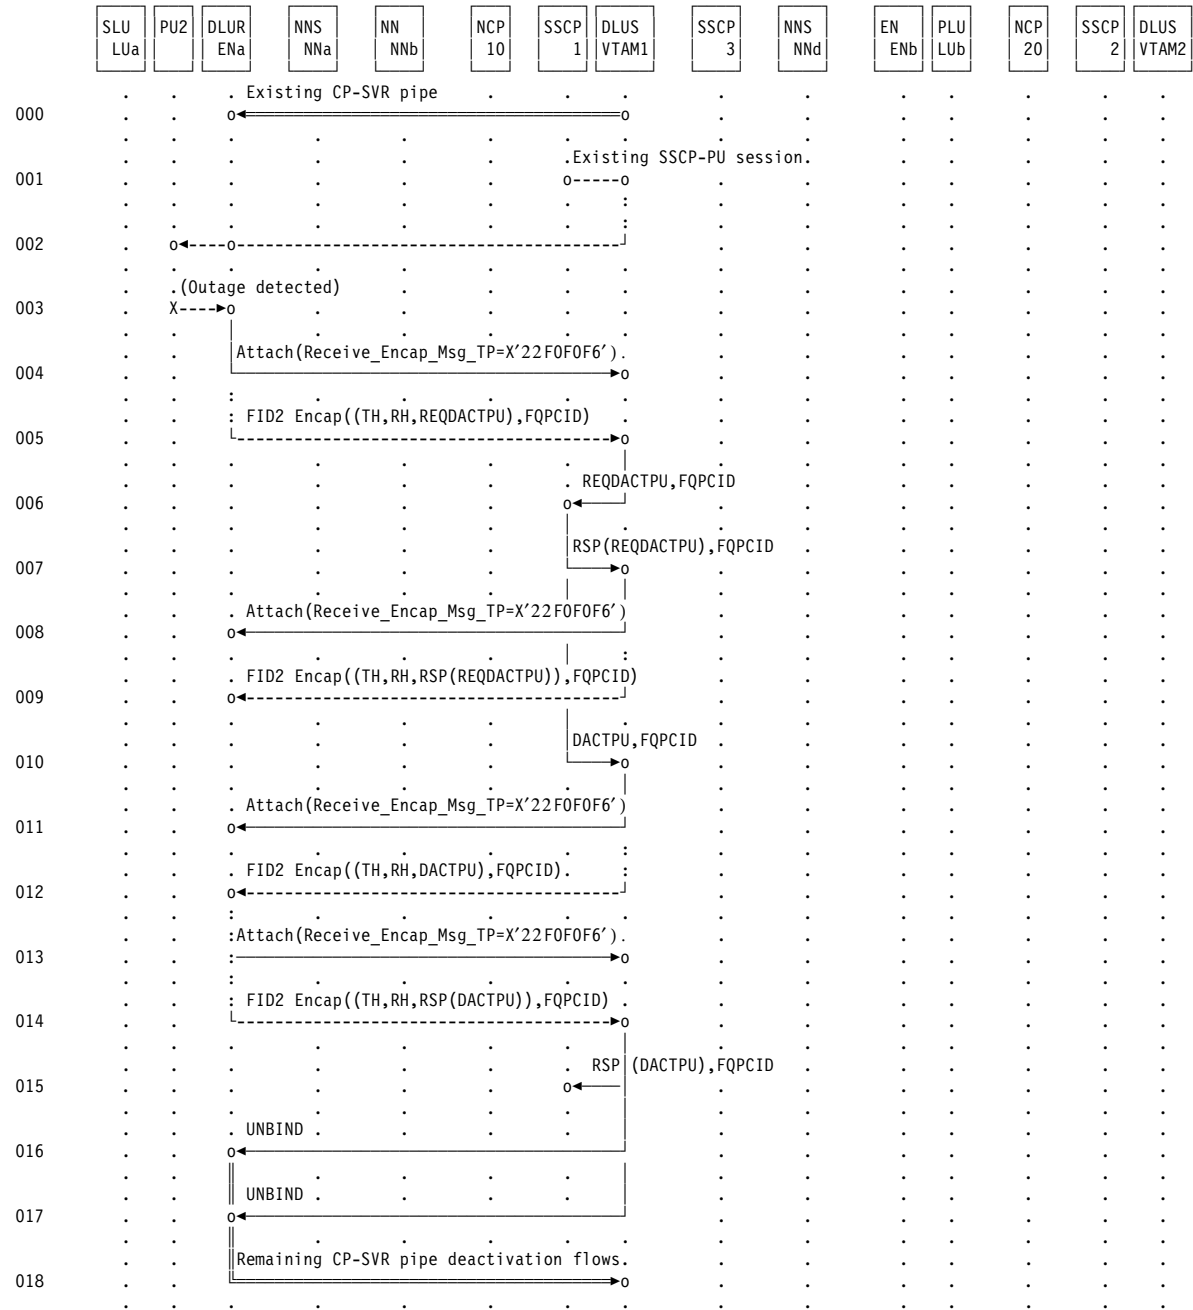 SLU PU2 DLUR NNS NN NCP SSCP DLUS SSCP NNS EN PLU NCP SSCP DLUS
LUa ENa NNa NNb 10 1 VTAM1 3 NNd ENb LUb 20 2 VTAM2
Existing CP-SVR pipe
000
Existing SSCP-PU session
001
002
(Outage detected)
003
Attach(Receive_Encap_Msg_TP=X'22F0F0F6')
004
FID2 Encap((TH,RH,REQDACTPU),FQPCID)
005
REQDACTPU,FQPCID
006
RSP(REQDACTPU),FQPCID
007
Attach(Receive_Encap_Msg_TP=X'22F0F0F6')
008
FID2 Encap((TH,RH,RSP(REQDACTPU)),FQPCID)
009
DACTPU,FQPCID
010
Attach(Receive_Encap_Msg_TP=X'22F0F0F6')
011
FID2 Encap((TH,RH,DACTPU),FQPCID)
012
Attach(Receive_Encap_Msg_TP=X'22F0F0F6')
013
FID2 Encap((TH,RH,RSP(DACTPU)),FQPCID)
014
RSP (DACTPU),FQPCID
015
UNBIND
016
UNBIND
017
Remaining CP-SVR pipe deactivation flows
018